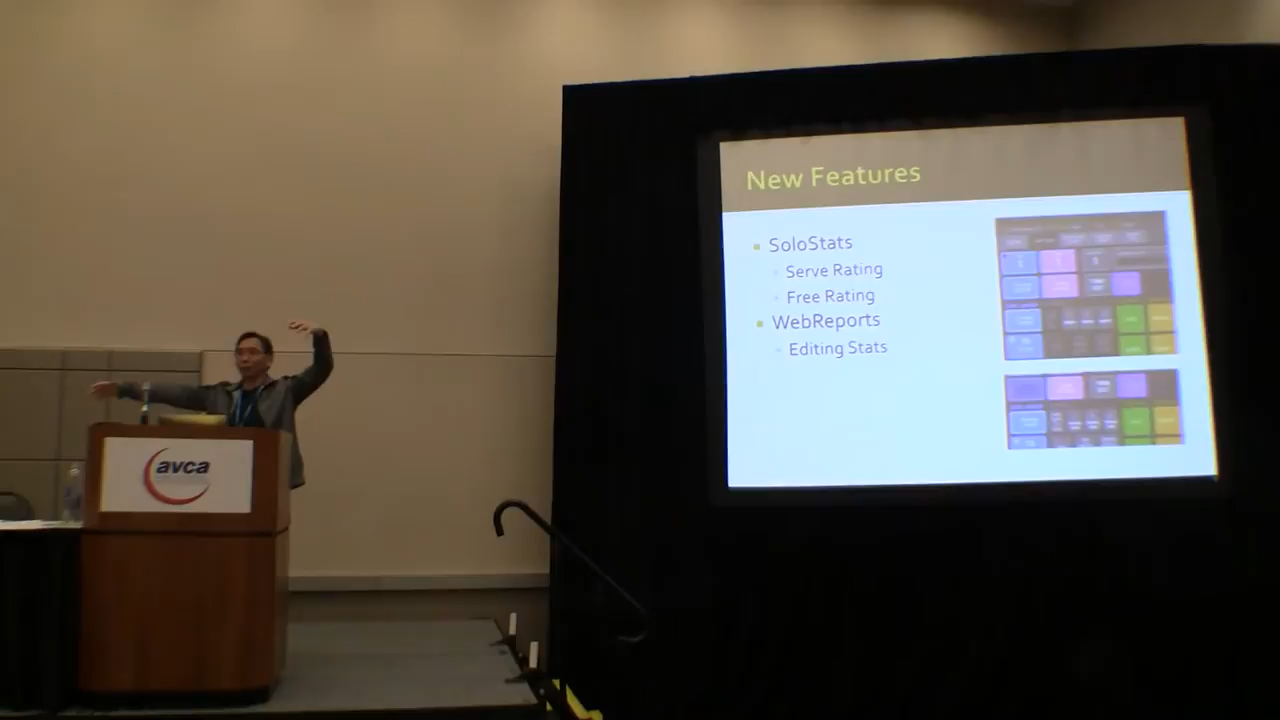 New Features
SoloStats
Serve Rating
Free Rating
WebReports
Editing Stats
avca